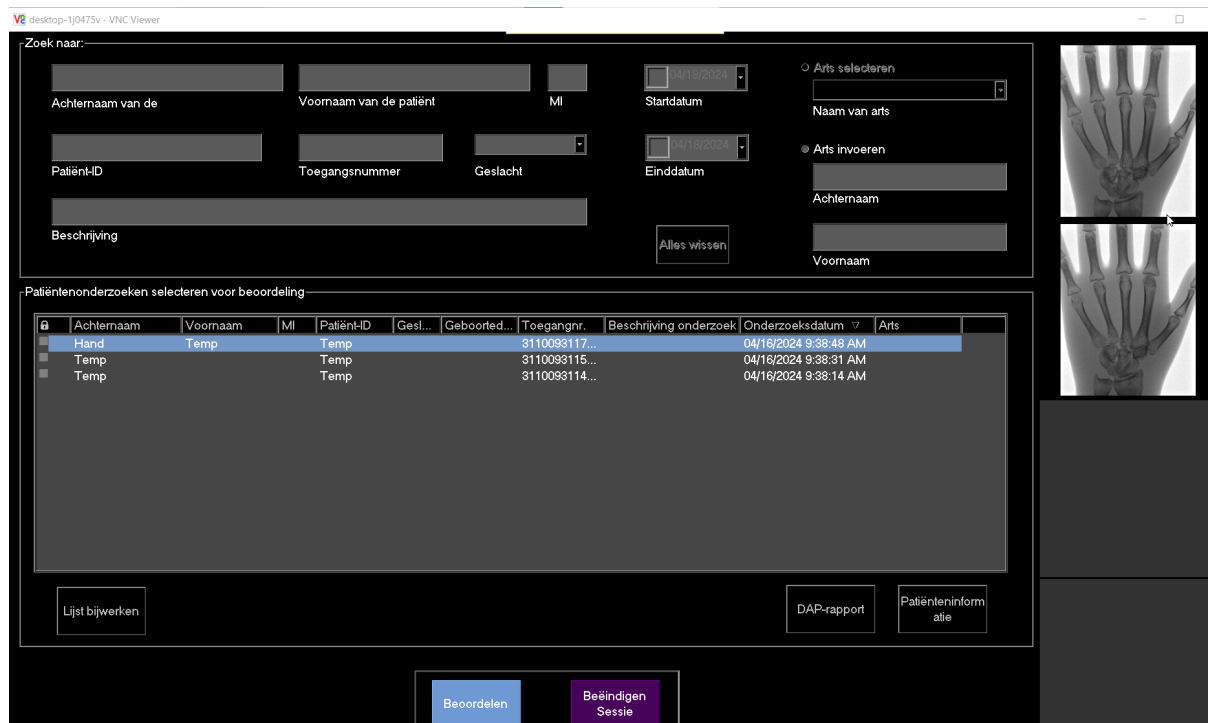 desktop-1j0475v - VNC Viewer
Zoek naar:
04/18/2024
Arts selecteren
Achternaam van de
Voornaam van de patiënt
MI
Startdatum
Naam van arts
04/18/2024
Arts invoeren
Patiënt-ID
Toegangsnummer
Geslacht
Einddatum
Achternaam
Beschrijving
Alles wissen
Voornaam
Patiëntenonderzoeken selecteren voor beoordeling
Achternaam Voornaam MI Patiënt-ID Gesl... Geboorted... Toegangnr. Beschrijving onderzoek Onderzoeksdatum Arts
Hand Temp Temp 3110093117... 04/16/2024 9:38:48 AM
Temp Temp 3110093115... 04/16/2024 9:38:31 AM
Temp Temp 3110093114... 04/16/2024 9:38:14 AM
Lijst bijwerken
DAP-rapport
Patiënteninform
atie
Beoordelen
Beëindigen
Sessie